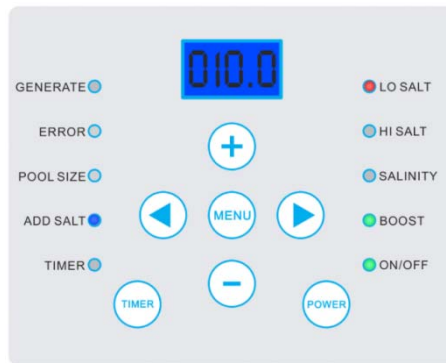 010.0
GENERATE
ERROR
POOL SIZE
ADD SALT
TIMER
LO SALT
HI SALT
SALINITY
BOOST
ON/OFF
+
MENU
−
TIMER
POWER